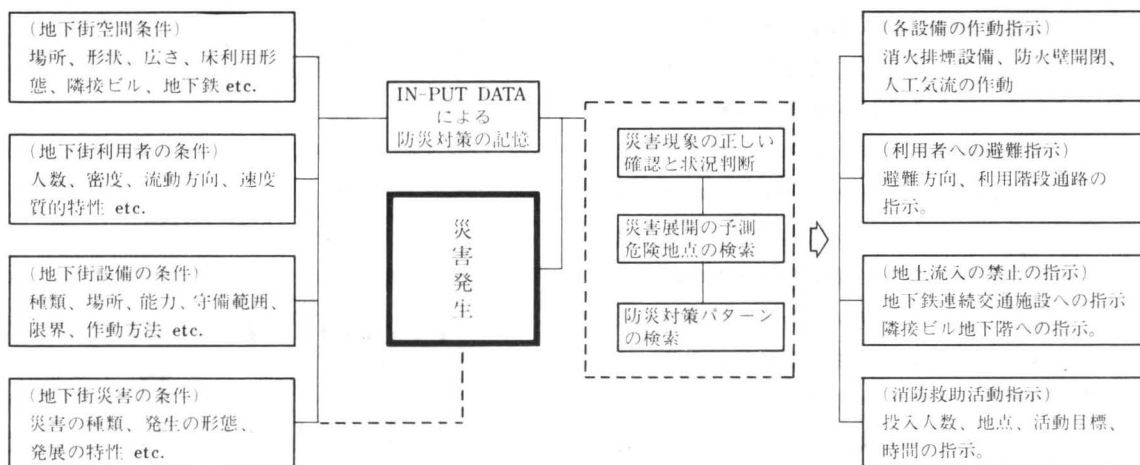 (地下街空間条件)
場所、形状、広さ、床利用形
態、隣接ビル、地下鉄 etc.
(地下街利用者の条件)
人数、密度、流動方向、速度
質的特性 etc.
(地下街設備の条件)
種類、場所、能力、守備範囲、
限界、作動方法 etc.
(地下街災害の条件)
災害の種類、発生の形態、
発展の特性 etc.
IN-PUT DATA
による
防災対策の記憶
災
害
発
生
災害現象の正しい
確認と状況判断
災害展開の予測
危険地点の検索
防災対策パターン
の検索
(各設備の作動指示)
消火排煙設備、防火壁開閉、
人工気流の作動
(利用者への避難指示)
避難方向、利用階段通路の
指示。
(地上流入の禁止の指示)
地下鉄連続交通施設への指示
隣接ビル地下階への指示。
(消防救助活動指示)
投入人数、地点、活動目標、
時間の指示。